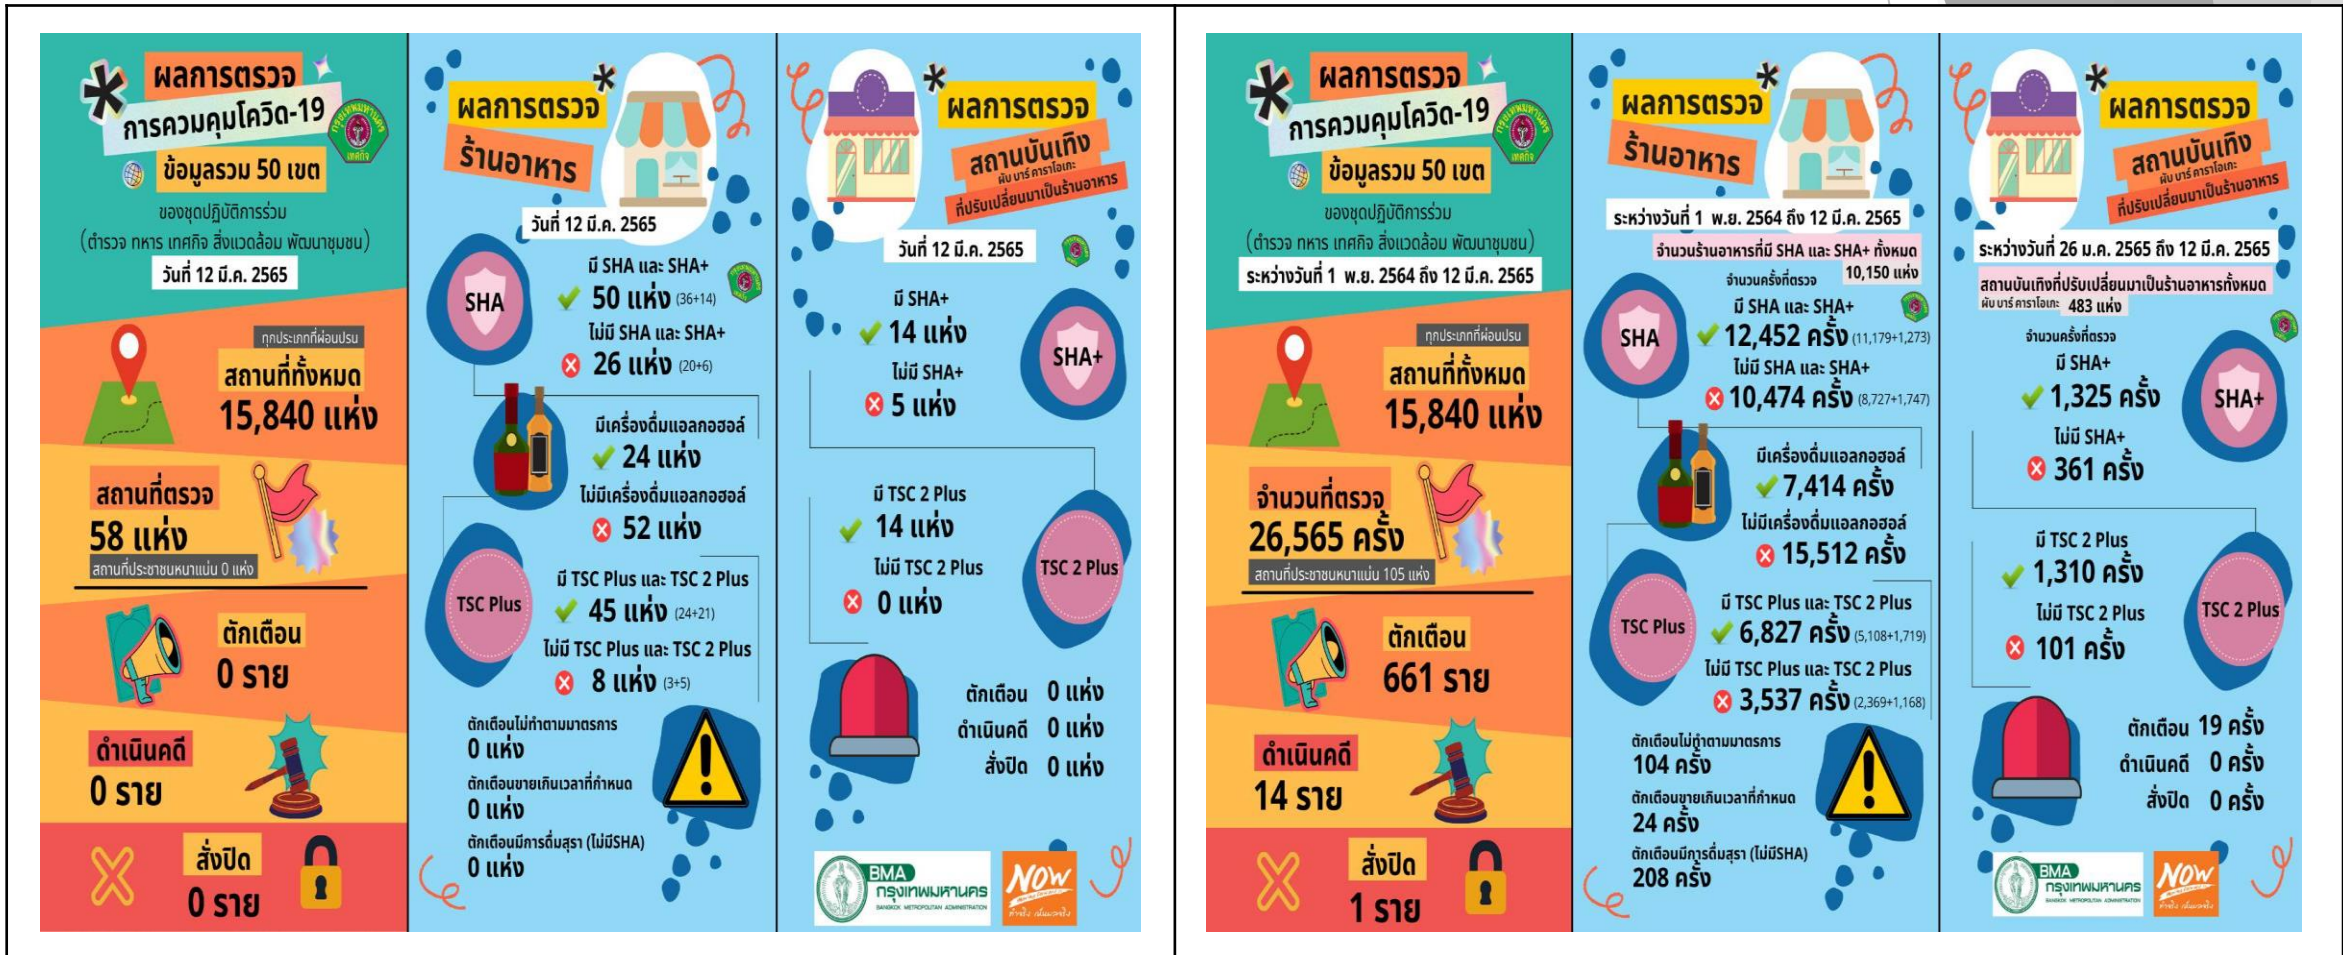 ผลการตรวจ
การควมคุมโควิด-19
กรุงเทพมหานคร
เทศกิจ
ข้อมูลรวม 50 เขต
ของชุดปฏิบัติการร่วม
(ตำรวจ ทหาร เทศกิจ สิ่งแวดล้อม พัฒนาชุมชน)
วันที่ 12 มี.ค. 2565
ทุกประเภทที่ผ่อนปรน
สถานที่ทั้งหมด
15,840 แห่ง
สถานที่ตรวจ
58 แห่ง
สถานที่ประชาชนหนาแน่น 0 แห่ง
ตักเตือน
0 ราย
ดำเนินคดี
0 ราย
สั่งปิด
0 ราย
ผลการตรวจ
ร้านอาหาร
วันที่ 12 มี.ค. 2565
SHA
มี SHA และ SHA+
50 แห่ง (36+14)
ไม่มี SHA และ SHA+
26 แห่ง (20+6)
มีเครื่องดื่มแอลกอฮอล์
24 แห่ง
ไม่มีเครื่องดื่มแอลกอฮอล์
52 แห่ง
TSC Plus
มี TSC Plus และ TSC 2 Plus
45 แห่ง (24+21)
ไม่มี TSC Plus และ TSC 2 Plus
8 แห่ง (3+5)
ตักเตือนไม่ทำตามมาตรการ
0 แห่ง
ตักเตือนขายเกินเวลาที่กำหนด
0 แห่ง
ตักเตือนมีการดื่มสุรา (ไม่มีSHA)
0 แห่ง
ผลการตรวจ
สถานบันเทิง
ผับ บาร์ คาราโอเกะ
ที่ปรับเปลี่ยนมาเป็นร้านอาหาร
วันที่ 12 มี.ค. 2565
มี SHA+
14 แห่ง
ไม่มี SHA+
5 แห่ง
SHA+
มี TSC 2 Plus
14 แห่ง
ไม่มี TSC 2 Plus
0 แห่ง
TSC 2 Plus
ตักเตือน 0 แห่ง
ดำเนินคดี 0 แห่ง
สั่งปิด 0 แห่ง
BMA
กรุงเทพมหานคร
BANGKOK METROPOLITAN ADMINISTRATION
NOW
ผลการตรวจ
การควมคุมโควิด-19
กรุงเทพมหานคร
เทศกิจ
ข้อมูลรวม 50 เขต
ของชุดปฏิบัติการร่วม
(ตำรวจ ทหาร เทศกิจ สิ่งแวดล้อม พัฒนาชุมชน)
ระหว่างวันที่ 1 พ.ย. 2564 ถึง 12 มี.ค. 2565
ทุกประเภทที่ผ่อนปรน
สถานที่ทั้งหมด
15,840 แห่ง
จำนวนที่ตรวจ
26,565 ครั้ง
สถานที่ประชาชนหนาแน่น 105 แห่ง
ตักเตือน
661 ราย
ดำเนินคดี
14 ราย
สั่งปิด
1 ราย
ผลการตรวจ
ร้านอาหาร
ระหว่างวันที่ 1 พ.ย. 2564 ถึง 12 มี.ค. 2565
จำนวนร้านอาหารที่มี SHA และ SHA+ ทั้งหมด
10,150 แห่ง
จำนวนครั้งที่ตรวจ
SHA
มี SHA และ SHA+
12,452 ครั้ง (11,179+1,273)
ไม่มี SHA และ SHA+
10,474 ครั้ง (8,727+1,747)
มีเครื่องดื่มแอลกอฮอล์
7,414 ครั้ง
ไม่มีเครื่องดื่มแอลกอฮอล์
15,512 ครั้ง
TSC Plus
มี TSC Plus และ TSC 2 Plus
6,827 ครั้ง (5,108+1,719)
ไม่มี TSC Plus และ TSC 2 Plus
3,537 ครั้ง (2,369+1,168)
ตักเตือนไม่ทำตามมาตรการ
104 ครั้ง
ตักเตือนขายเกินเวลาที่กำหนด
24 ครั้ง
ตักเตือนมีการดื่มสุรา (ไม่มีSHA)
208 ครั้ง
ผลการตรวจ
สถานบันเทิง
ผับ บาร์ คาราโอเกะ
ที่ปรับเปลี่ยนมาเป็นร้านอาหาร
ระหว่างวันที่ 26 ม.ค. 2565 ถึง 12 มี.ค. 2565
สถานบันเทิงที่ปรับเปลี่ยนมาเป็นร้านอาหารทั้งหมด
ผับ บาร์ คาราโอเกะ 483 แห่ง
จำนวนครั้งที่ตรวจ
มี SHA+
1,325 ครั้ง
ไม่มี SHA+
361 ครั้ง
SHA+
มี TSC 2 Plus
1,310 ครั้ง
ไม่มี TSC 2 Plus
101 ครั้ง
TSC 2 Plus
ตักเตือน 19 ครั้ง
ดำเนินคดี 0 ครั้ง
สั่งปิด 0 ครั้ง
BMA
กรุงเทพมหานคร
BANGKOK METROPOLITAN ADMINISTRATION
NOW